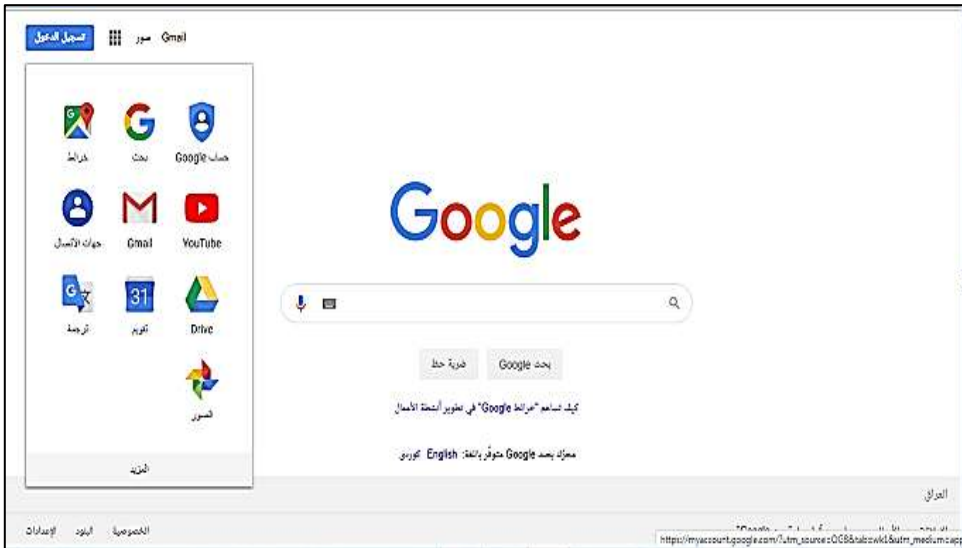 Gmail صور تسجيل الدخول
حساب Google بحث خرائط
YouTube Gmail جهات الاتصال
Drive 31 تقويم ترجمة
الصور
المزيد
Google
بحث Google ضربة حظ
كيف تساهم "خرائط Google" في تطوير أنشطة الأعمال
محرّك بحث Google متوفّر باللغة: English كوردی
العراق
الخصوصية البنود الإعدادات